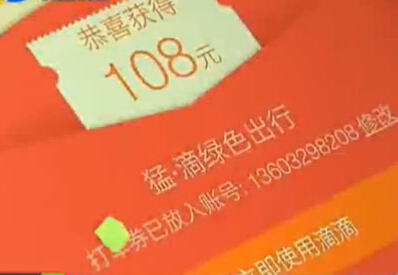 恭喜获得
108元
猛·滴绿色出行
打车券已放入账号: 13603298208 修改
立即使用滴滴